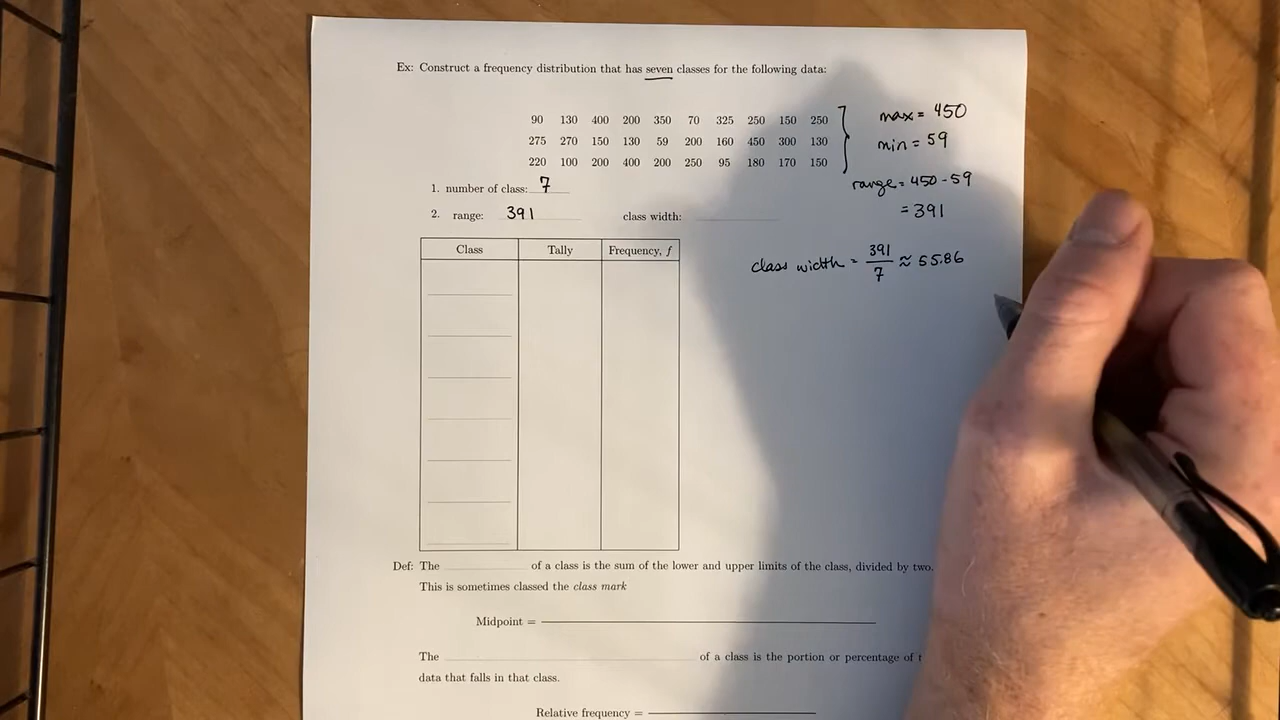 Ex: Construct a frequency distribution that has seven classes for the following data:
90 130 400 200 350 70 325 250 150 250
275 270 150 130 59 200 160 450 300 130
220 100 200 400 200 250 95 180 170 150
max = 450
min = 59
range = 450 - 59
= 391
1. number of class: 7
2. range: 391 class width:
class width = 391/7 ≈ 55.86
Class Tally Frequency, f
Def: The of a class is the sum of the lower and upper limits of the class, divided by two.
This is sometimes classed the class mark
Midpoint =
The of a class is the portion or percentage of
data that falls in that class.
Relative frequency =